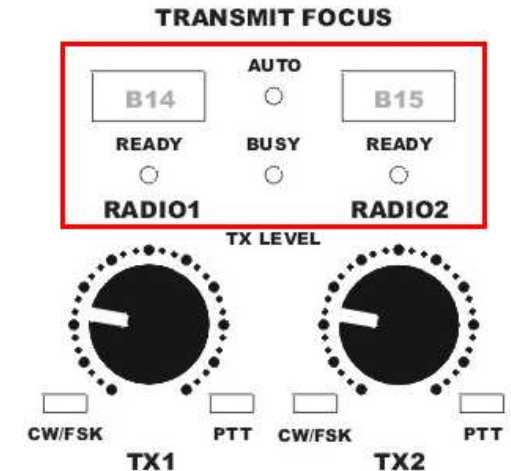 TRANSMIT FOCUS
AUTO
B14 B15
READY BUSY READY
RADIO1 RADIO2
TX LEVEL
CW/FSK PTT CW/FSK PTT
TX1 TX2